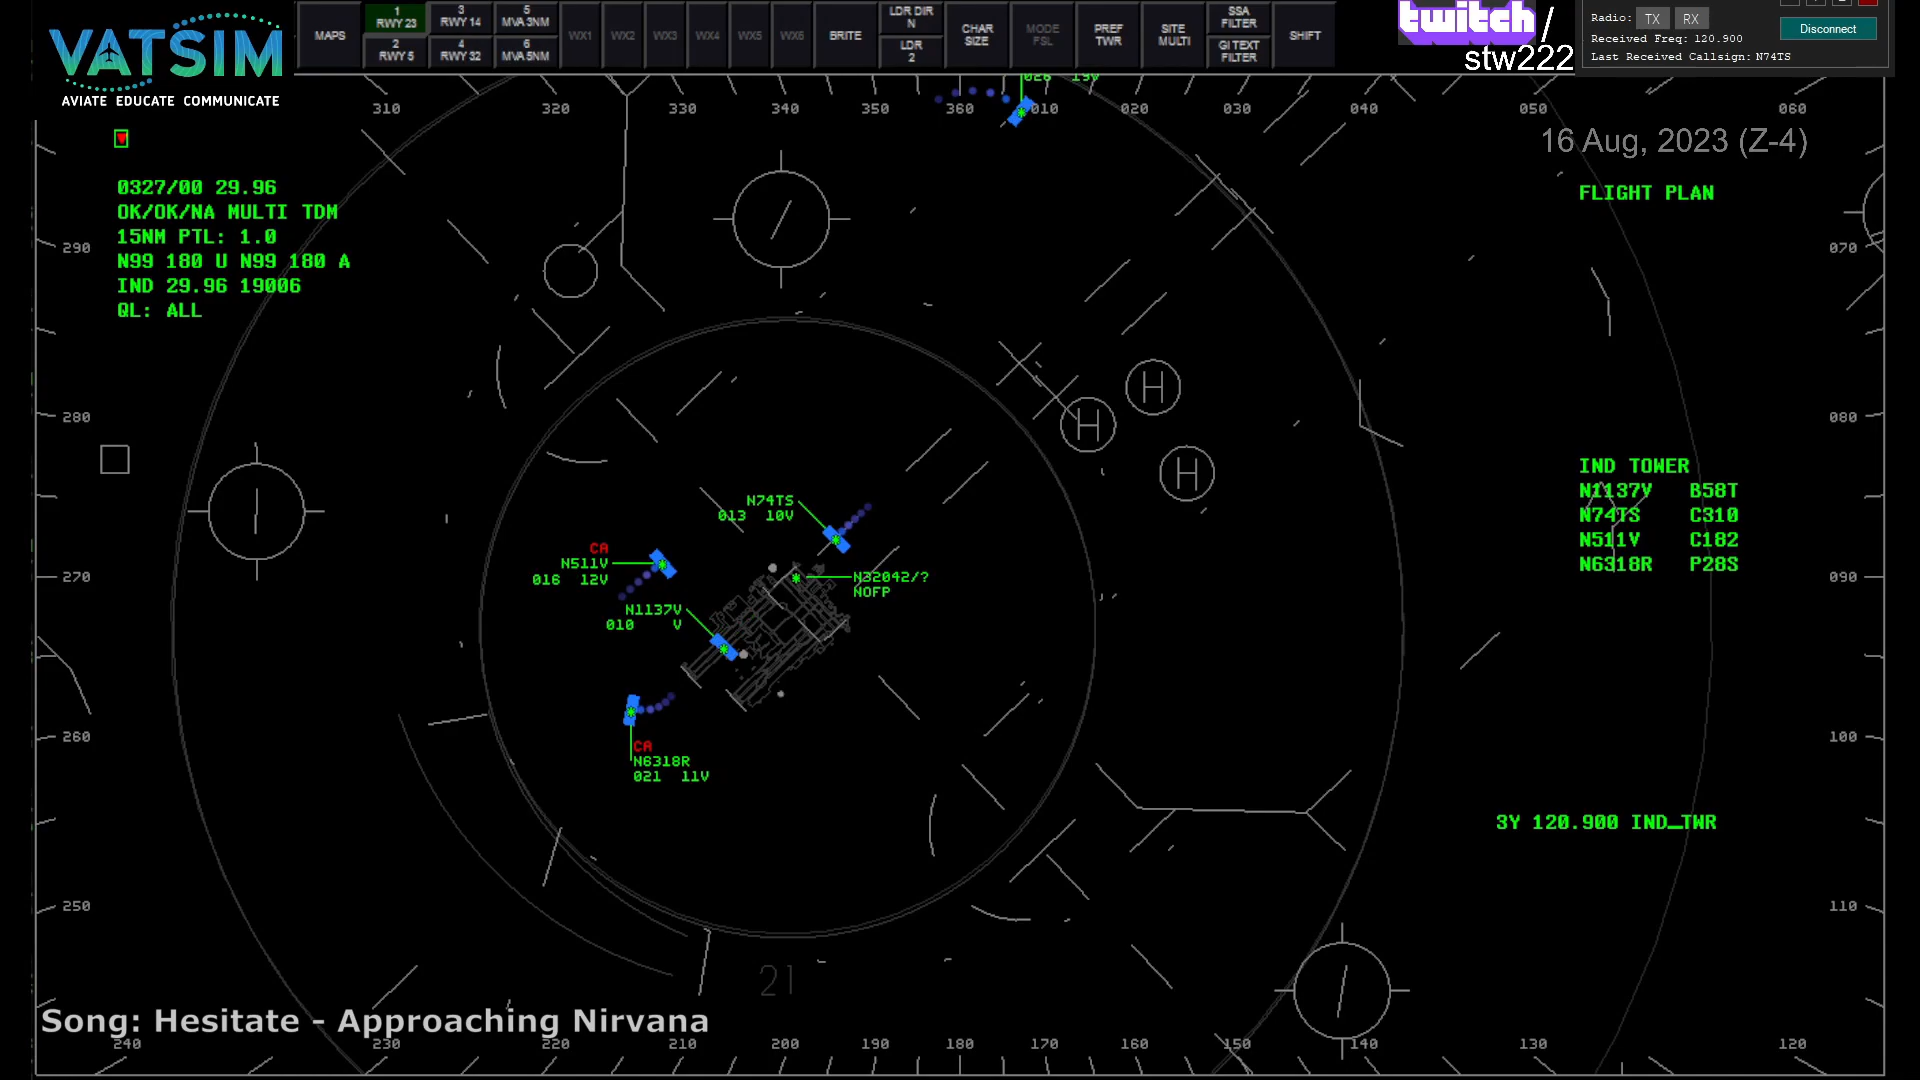 VATSIM
AVIATE EDUCATE COMMUNICATE
MAPS
1
RWY 23
2
RWY 5
3
RWY 14
4
RWY 32
5
MVA 3NM
6
MVA 5NM
WX1
WX2
WX3
WX4
WX5
WX6
BRITE
LDR DIR
N
LDR
2
CHAR
SIZE
MODE
FSL
PREF
TWR
SITE
MULTI
SSA
FILTER
GI TEXT
FILTER
SHIFT
twitch/
stw222
Radio: TX RX
Received Freq: 120.900
Last Received Callsign: N74TS
Disconnect
026 19V
310 320 330 340 350 360 010 020 030 040 050 060
16 Aug, 2023 (Z-4)
0327/00 29.96
OK/OK/NA MULTI TDM
15NM PTL: 1.0
N99 180 U N99 180 A
IND 29.96 19006
QL: ALL
FLIGHT PLAN
290
070
280
080
H
H
H
IND TOWER
N1137V B58T
N74TS C310
N511V C182
N6318R P28S
N74TS
013 10V
CA
N511V
016 12V
N32042/?
NOFP
270
090
N1137V
010 V
260
100
CA
N6318R
021 11V
3Y 120.900 IND_TWR
250
110
21
Song: Hesitate - Approaching Nirvana
240 230 220 210 200 190 180 170 160 150 140 130 120